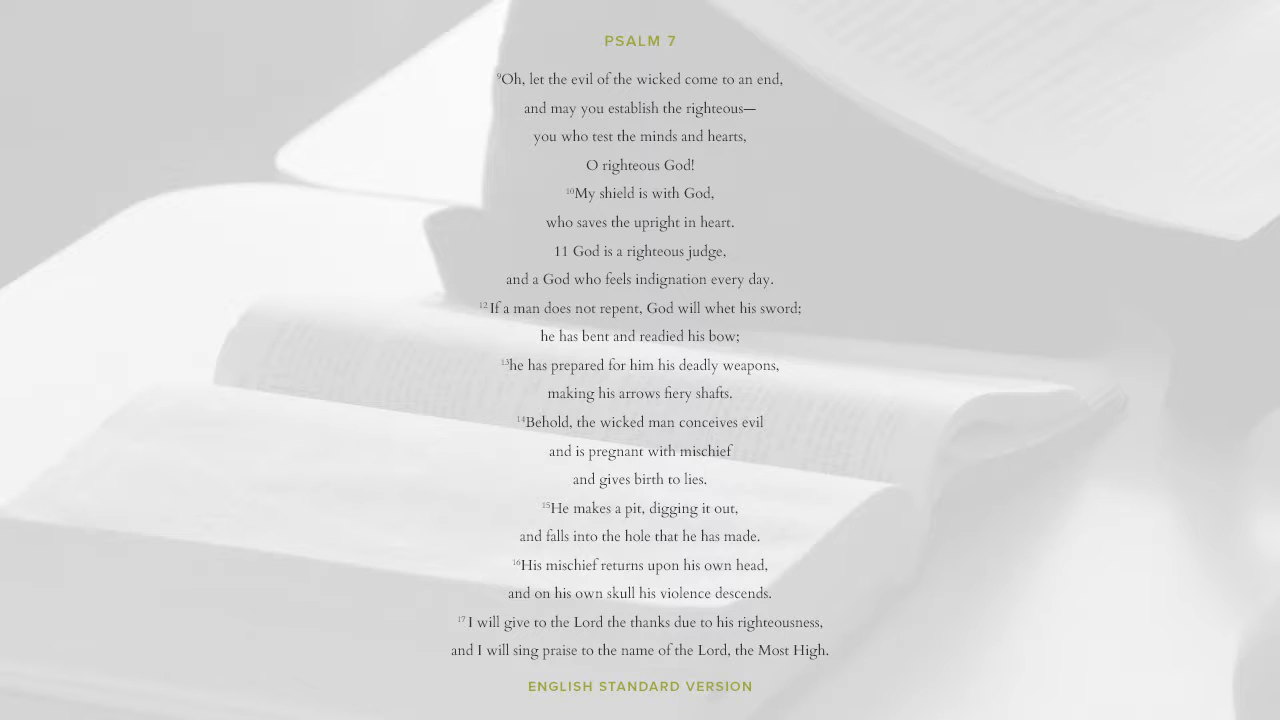 PSALM 7
⁹Oh, let the evil of the wicked come to an end,
and may you establish the righteous—
you who test the minds and hearts,
O righteous God!
¹⁰My shield is with God,
who saves the upright in heart.
11 God is a righteous judge,
and a God who feels indignation every day.
¹² If a man does not repent, God will whet his sword;
he has bent and readied his bow;
¹³he has prepared for him his deadly weapons,
making his arrows fiery shafts.
¹⁴Behold, the wicked man conceives evil
and is pregnant with mischief
and gives birth to lies.
¹⁵He makes a pit, digging it out,
and falls into the hole that he has made.
¹⁶His mischief returns upon his own head,
and on his own skull his violence descends.
¹⁷ I will give to the Lord the thanks due to his righteousness,
and I will sing praise to the name of the Lord, the Most High.
ENGLISH STANDARD VERSION